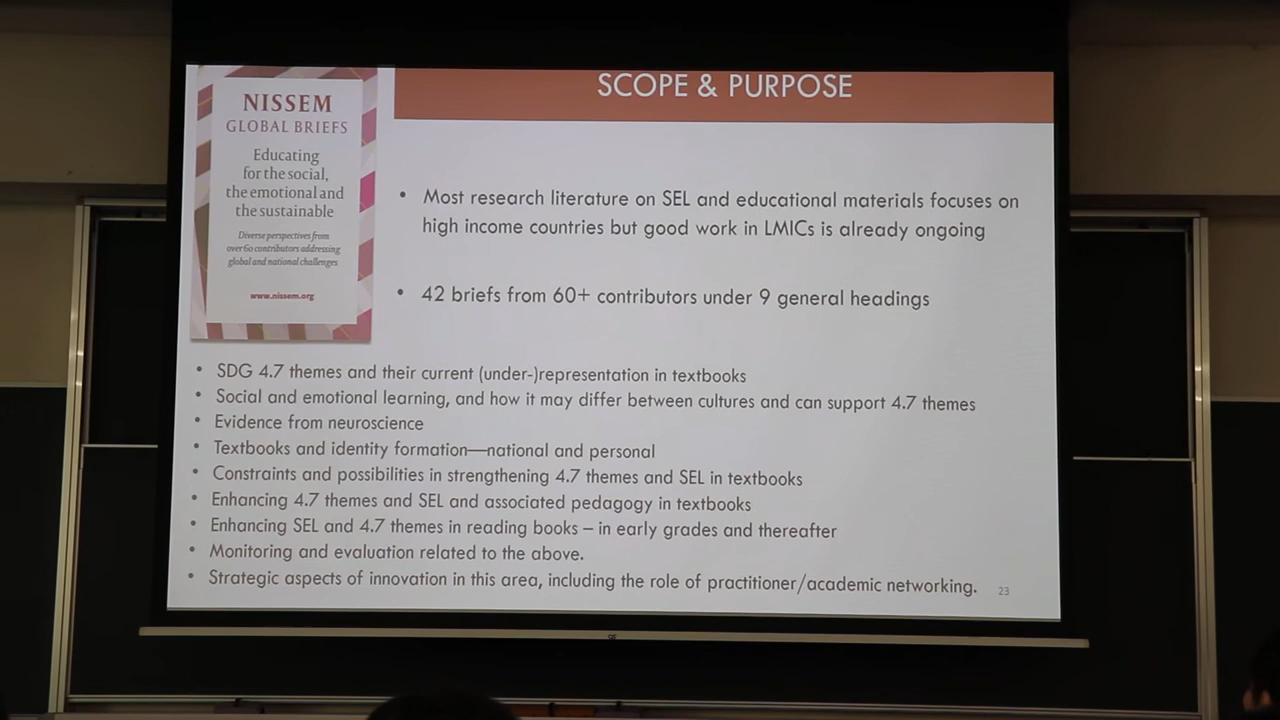 SCOPE & PURPOSE
NISSEM
GLOBAL BRIEFS
Educating
for the social,
the emotional and
the sustainable
Diverse perspectives from
over 60 contributors addressing
global and national challenges
www.nissem.org
• Most research literature on SEL and educational materials focuses on
high income countries but good work in LMICs is already ongoing
• 42 briefs from 60+ contributors under 9 general headings
• SDG 4.7 themes and their current (under-)representation in textbooks
• Social and emotional learning, and how it may differ between cultures and can support 4.7 themes
• Evidence from neuroscience
• Textbooks and identity formation—national and personal
• Constraints and possibilities in strengthening 4.7 themes and SEL in textbooks
• Enhancing 4.7 themes and SEL and associated pedagogy in textbooks
• Enhancing SEL and 4.7 themes in reading books – in early grades and thereafter
• Monitoring and evaluation related to the above.
• Strategic aspects of innovation in this area, including the role of practitioner/academic networking.
23